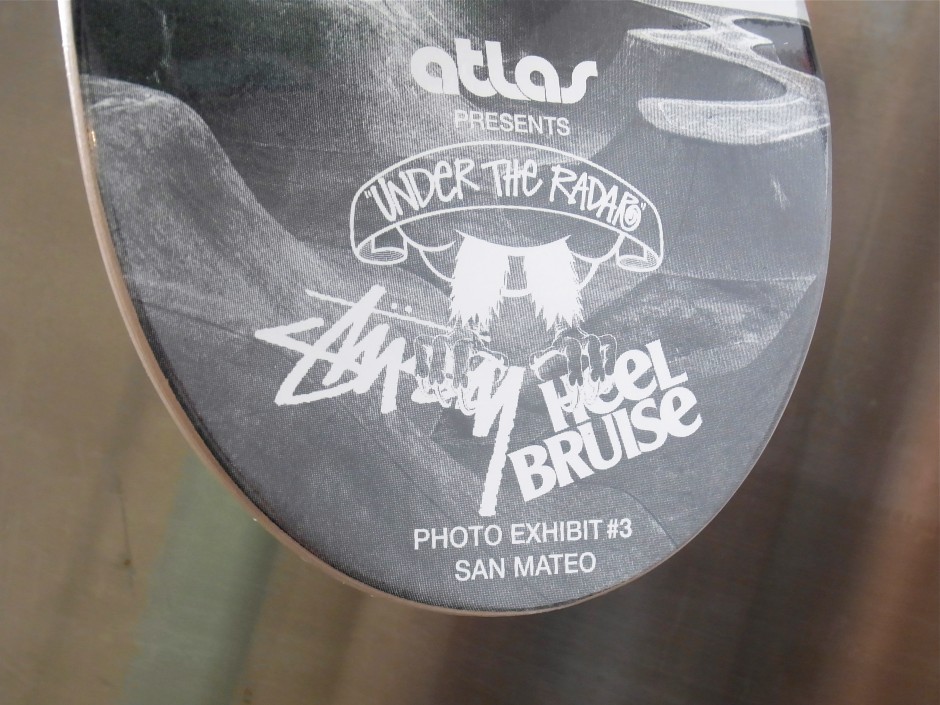 atlas
PRESENTS
"UNDER THE RADAR"
Stüssy
HEEL
BRUISE
PHOTO EXHIBIT #3
SAN MATEO